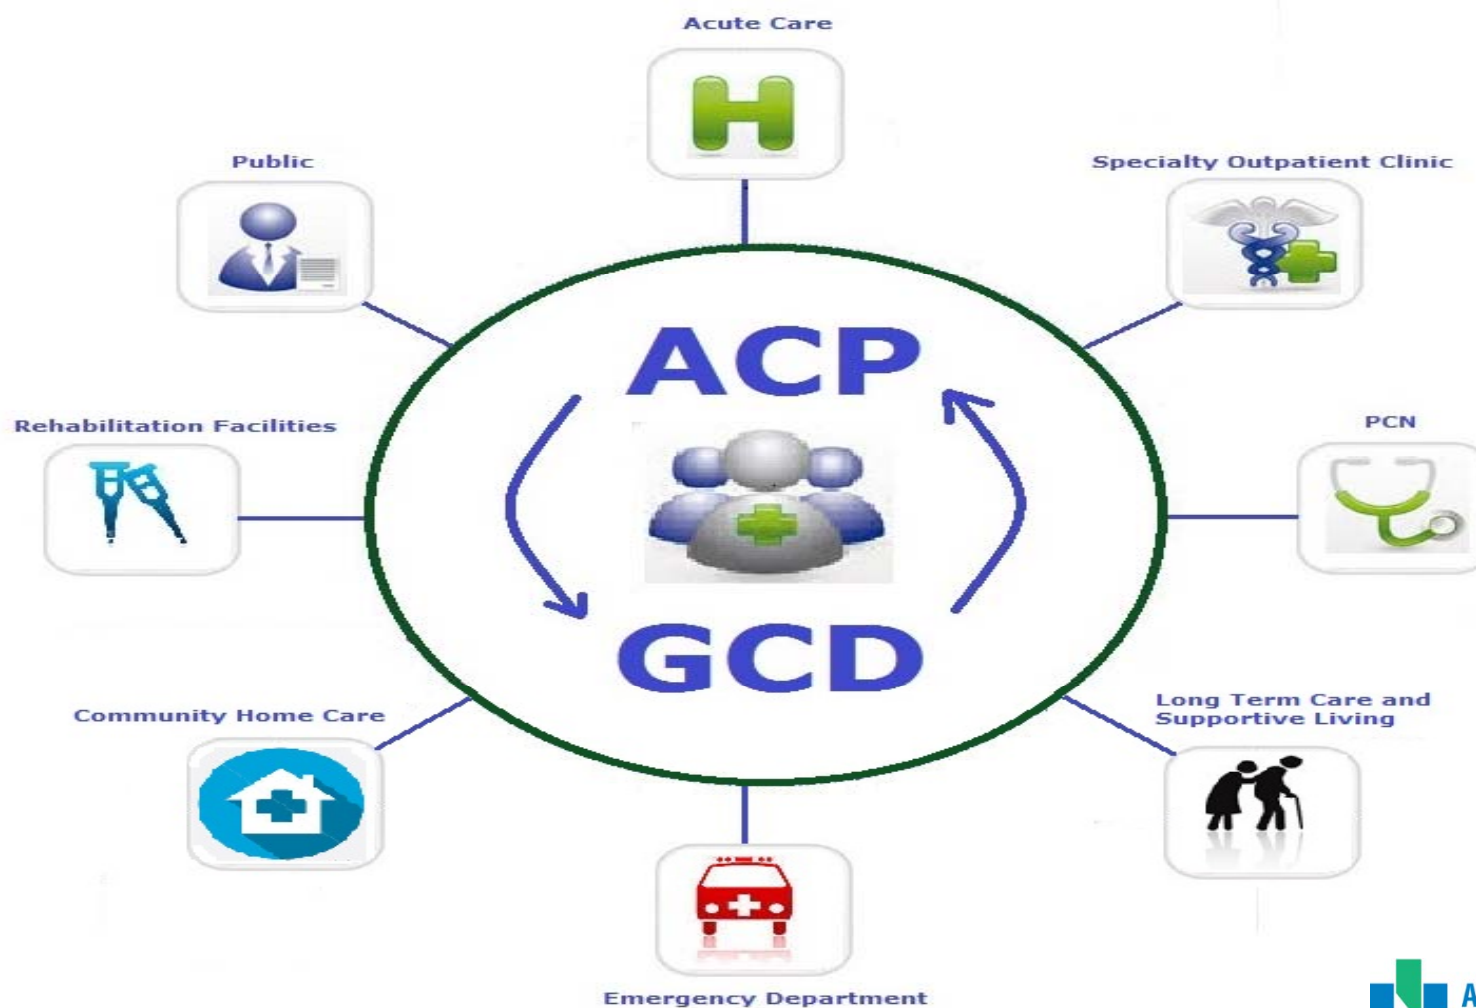 Acute Care
Public
Specialty Outpatient Clinic
ACP
Rehabilitation Facilities
PCN
GCD
Community Home Care
Long Term Care and
Supportive Living
Emergency Department
A